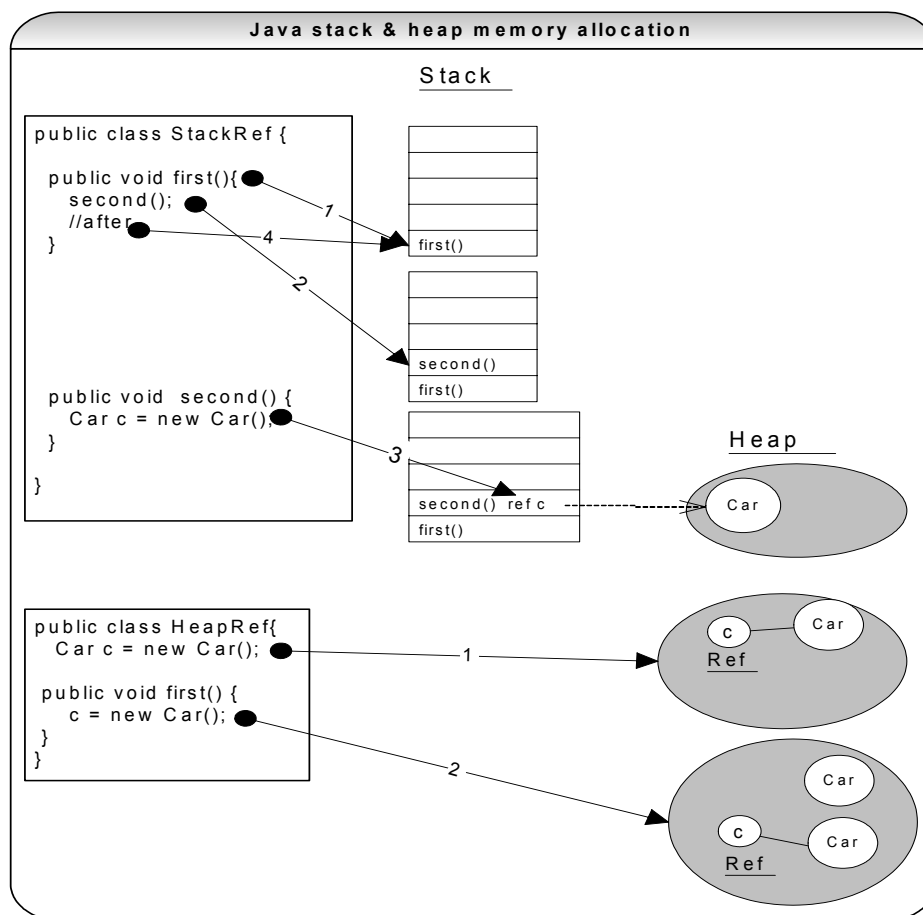 Java stack & heap memory allocation
Stack
public class StackRef {
public void first(){
second();
//after
}
public void second() {
Car c = new Car();
}
}
1
4
2
3
first()
second()
first()
second() ref c
first()
Heap
Car
public class HeapRef{
Car c = new Car();
public void first() {
c = new Car();
}
}
1
2
c
Car
Ref
Car
c
Car
Ref